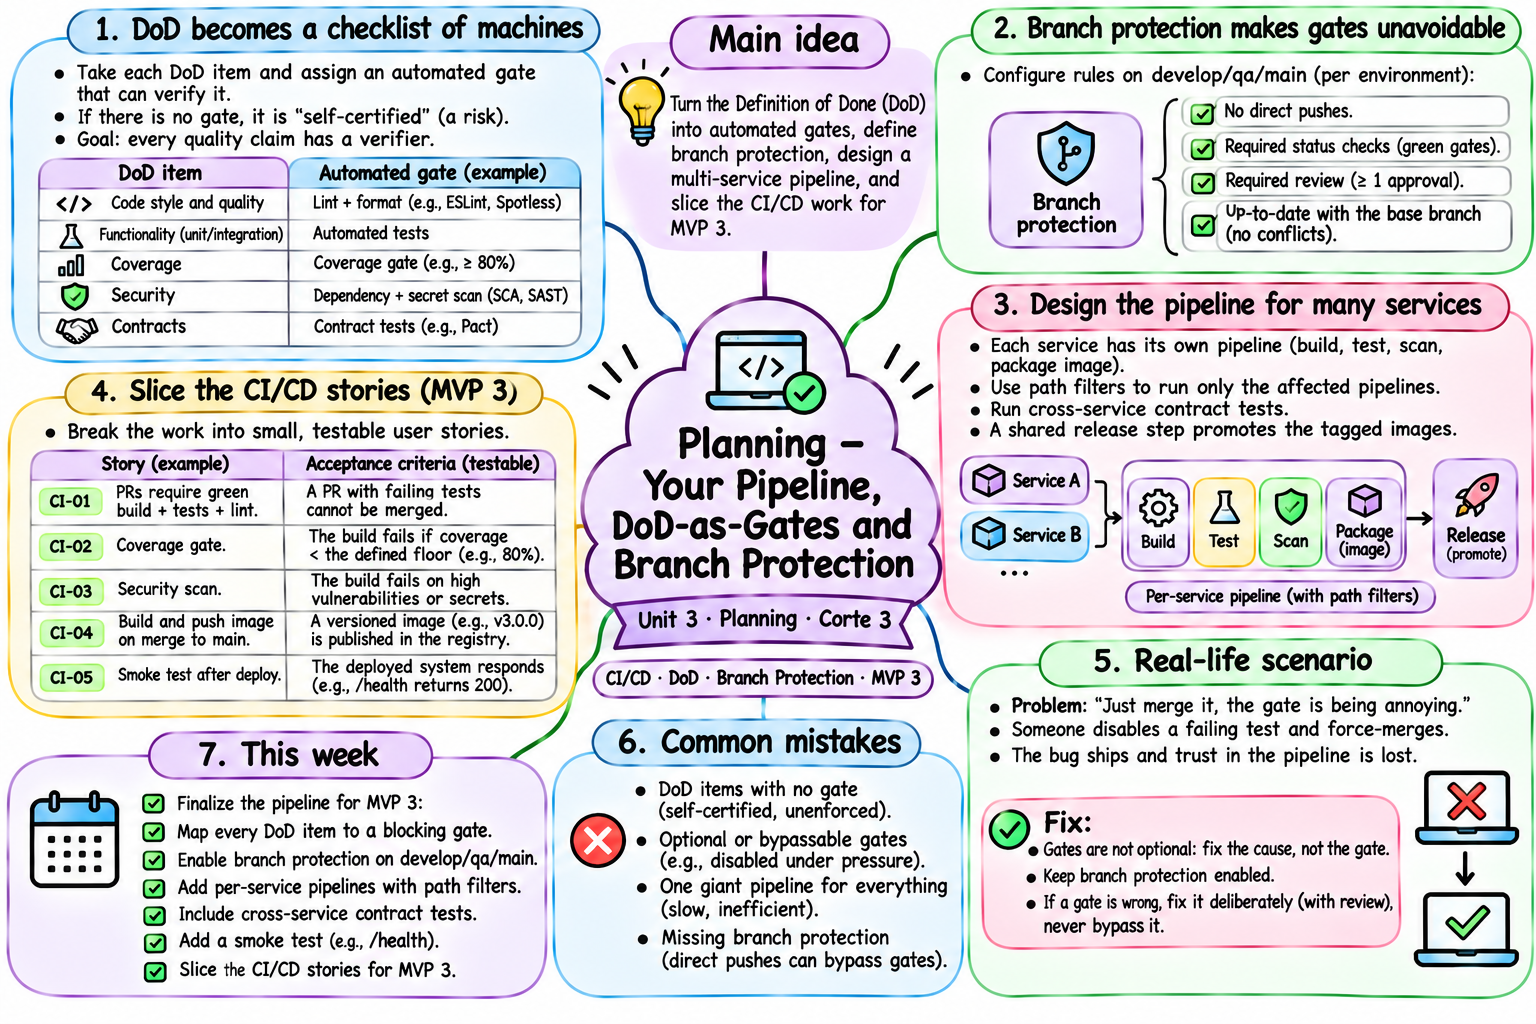 1. DoD becomes a checklist of machines
• Take each DoD item and assign an automated gate
that can verify it.
• If there is no gate, it is “self-certified” (a risk).
• Goal: every quality claim has a verifier.
DoD item
Automated gate (example)
</> Code style and quality
Lint + format (e.g., ESLint, Spotless)
Functionality (unit/integration)
Automated tests
Coverage
Coverage gate (e.g., ≥ 80%)
Security
Dependency + secret scan (SCA, SAST)
Contracts
Contract tests (e.g., Pact)
Main idea
Turn the Definition of Done (DoD)
into automated gates, define
branch protection, design a
multi-service pipeline, and
slice the CI/CD work for
MVP 3.
2. Branch protection makes gates unavoidable
• Configure rules on develop/qa/main (per environment):
Branch
protection
No direct pushes.
Required status checks (green gates).
Required review (≥ 1 approval).
Up-to-date with the base branch
(no conflicts).
3. Design the pipeline for many services
• Each service has its own pipeline (build, test, scan,
package image).
• Use path filters to run only the affected pipelines.
• Run cross-service contract tests.
• A shared release step promotes the tagged images.
Service A
Service B
...
Build
Test
Scan
Package
(image)
Release
(promote)
Per-service pipeline (with path filters)
4. Slice the CI/CD stories (MVP 3)
• Break the work into small, testable user stories.
Story (example)
Acceptance criteria (testable)
CI-01
PRs require green
build + tests + lint.
A PR with failing tests
cannot be merged.
CI-02
Coverage gate.
The build fails if coverage
< the defined floor (e.g., 80%).
CI-03
Security scan.
The build fails on high
vulnerabilities or secrets.
CI-04
Build and push image
on merge to main.
A versioned image (e.g., v3.0.0)
is published in the registry.
CI-05
Smoke test after deploy.
The deployed system responds
(e.g., /health returns 200).
</>
Planning –
Your Pipeline,
DoD-as-Gates and
Branch Protection
Unit 3 · Planning · Corte 3
CI/CD · DoD · Branch Protection · MVP 3
5. Real-life scenario
• Problem: “Just merge it, the gate is being annoying.”
• Someone disables a failing test and force-merges.
• The bug ships and trust in the pipeline is lost.
Fix:
• Gates are not optional: fix the cause, not the gate.
• Keep branch protection enabled.
• If a gate is wrong, fix it deliberately (with review),
never bypass it.
6. Common mistakes
• DoD items with no gate
(self-certified, unenforced).
• Optional or bypassable gates
(e.g., disabled under pressure).
• One giant pipeline for everything
(slow, inefficient).
• Missing branch protection
(direct pushes can bypass gates).
7. This week
Finalize the pipeline for MVP 3:
Map every DoD item to a blocking gate.
Enable branch protection on develop/qa/main.
Add per-service pipelines with path filters.
Include cross-service contract tests.
Add a smoke test (e.g., /health).
Slice the CI/CD stories for MVP 3.